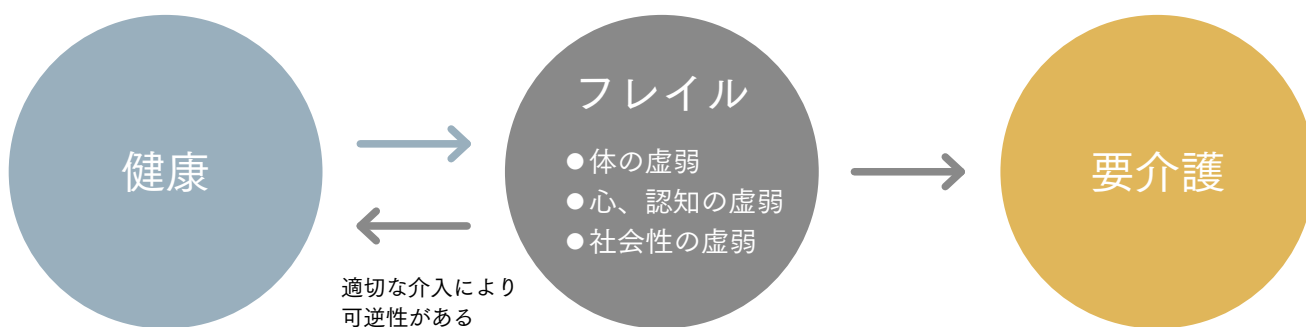 健康
フレイル
●体の虚弱
●心、認知の虚弱
●社会性の虚弱
適切な介入により
可逆性がある
要介護